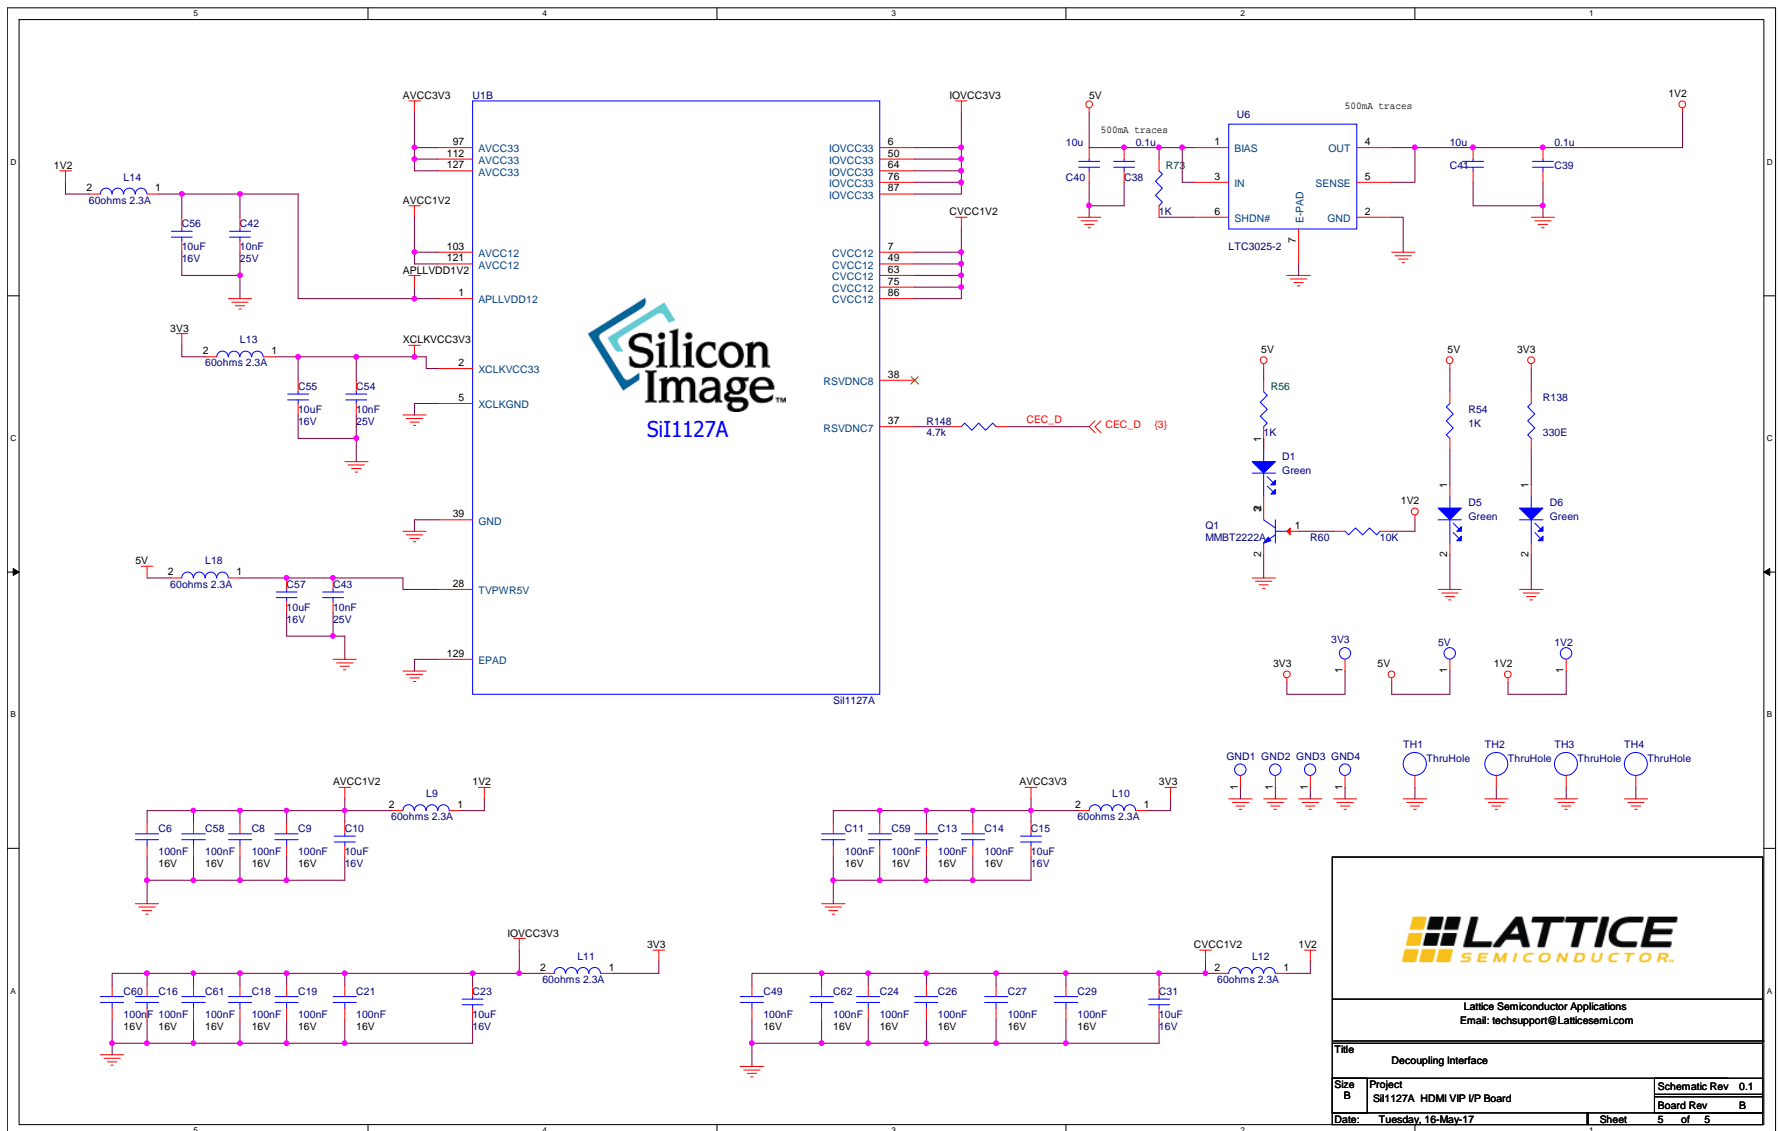 5 4 3 2 1
D
C
B
A
U1B
AVCC3V3
97 AVCC33
112 AVCC33
127 AVCC33
AVCC1V2
103 AVCC12
121 AVCC12
APLLVDD1V2
1 APLLVDD12
XCLKVCC3V3
2 XCLKVCC33
5 XCLKGND
39 GND
28 TVPWR5V
129 EPAD
IOVCC3V3
IOVCC33 6
IOVCC33 50
IOVCC33 64
IOVCC33 76
IOVCC33 87
CVCC1V2
CVCC12 7
CVCC12 49
CVCC12 63
CVCC12 75
CVCC12 86
RSVDNC8 38
RSVDNC7 37
R148
4.7k
CEC_D
CEC_D {3}
Silicon
Image™
SiI1127A
SiI1127A
1V2
2 L14 1
60ohms 2.3A
C56
10uF
16V
C42
10nF
25V
3V3
2 L13 1
60ohms 2.3A
C55
10uF
16V
C54
10nF
25V
5V
2 L18 1
60ohms 2.3A
C57
10uF
16V
C43
10nF
25V
5V
500mA traces
10u
C40
0.1u
C38
R73
1K
U6
1 BIAS
3 IN
6 SHDN#
OUT 4
SENSE 5
GND 2
E-PAD
7
LTC3025-2
500mA traces
10u
C41
0.1u
C39
1V2
5V
R56
1K
1
D1
Green
2
3
Q1
MMBT2222A
1
2
R60
10K
1V2
5V
R54
1K
1
D5
Green
2
3V3
R138
330E
1
D6
Green
2
3V3
3V3
1
5V
5V
1
1V2
1V2
1
GND1 GND2 GND3 GND4
1 1 1 1
TH1 ThruHole
TH2 ThruHole
TH3 ThruHole
TH4 ThruHole
AVCC1V2
2 L9 1
60ohms 2.3A
1V2
C6 C58 C8 C9 C10
100nF 100nF 100nF 100nF 10uF
16V 16V 16V 16V 16V
AVCC3V3
2 L10 1
60ohms 2.3A
3V3
C11 C59 C13 C14 C15
100nF 100nF 100nF 100nF 10uF
16V 16V 16V 16V 16V
IOVCC3V3
2 L11 1
60ohms 2.3A
3V3
C60 C16 C61 C18 C19 C21 C23
100nF 100nF 100nF 100nF 100nF 100nF 10uF
16V 16V 16V 16V 16V 16V 16V
CVCC1V2
2 L12 1
60ohms 2.3A
1V2
C49 C62 C24 C26 C27 C29 C31
100nF 100nF 100nF 100nF 100nF 100nF 10uF
16V 16V 16V 16V 16V 16V 16V
LATTICE
SEMICONDUCTOR.
Lattice Semiconductor Applications
Email: techsupport@Latticesemi.com
Title
Decoupling Interface
Size
B
Project
SiI1127A HDMI VIP I/P Board
Schematic Rev 0.1
Board Rev B
Date: Tuesday, 16-May-17
Sheet 5 of 5
D
C
B
A
5 4 3 2 1